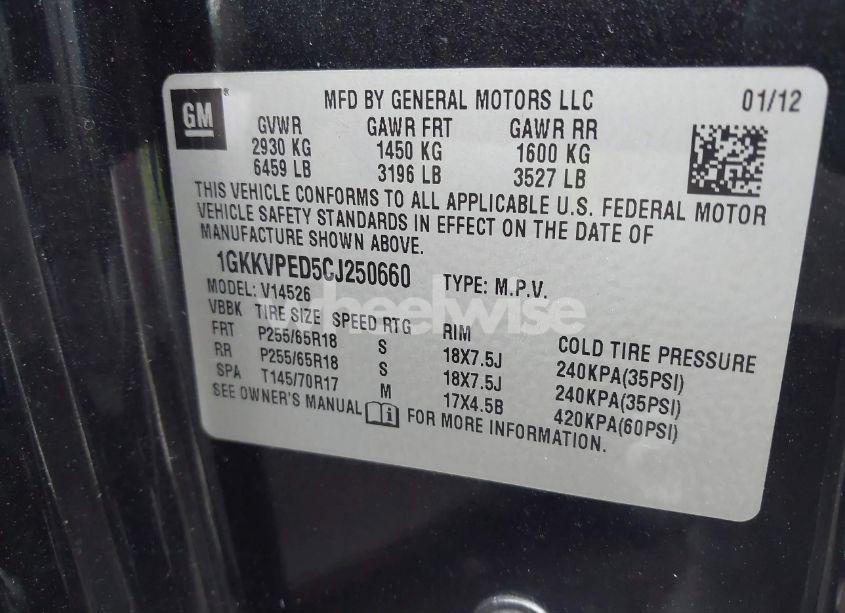 GM®
MFD BY GENERAL MOTORS LLC
01/12
GVWR GAWR FRT GAWR RR
2930 KG 1450 KG 1600 KG
6459 LB 3196 LB 3527 LB
THIS VEHICLE CONFORMS TO ALL APPLICABLE U.S. FEDERAL MOTOR
VEHICLE SAFETY STANDARDS IN EFFECT ON THE DATE OF
MANUFACTURE SHOWN ABOVE.
1GKKVPED5CJ250660 TYPE: M.P.V.
MODEL: V14526
wheelwise
VBBK TIRE SIZE SPEED RTG RIM COLD TIRE PRESSURE
FRT P255/65R18 S 18X7.5J 240KPA(35PSI)
RR P255/65R18 S 18X7.5J 240KPA(35PSI)
SPA T145/70R17 M 17X4.5B 420KPA(60PSI)
SEE OWNER'S MANUAL FOR MORE INFORMATION.